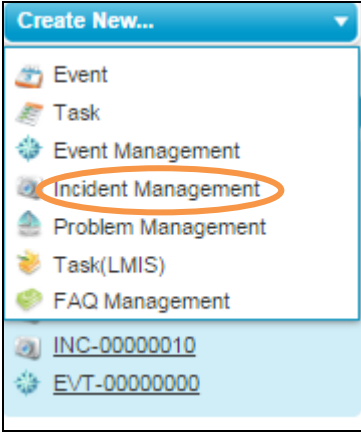 Create New...
Event
Task
Event Management
Incident Management
Problem Management
Task(LMIS)
FAQ Management
INC-00000010
EVT-00000000